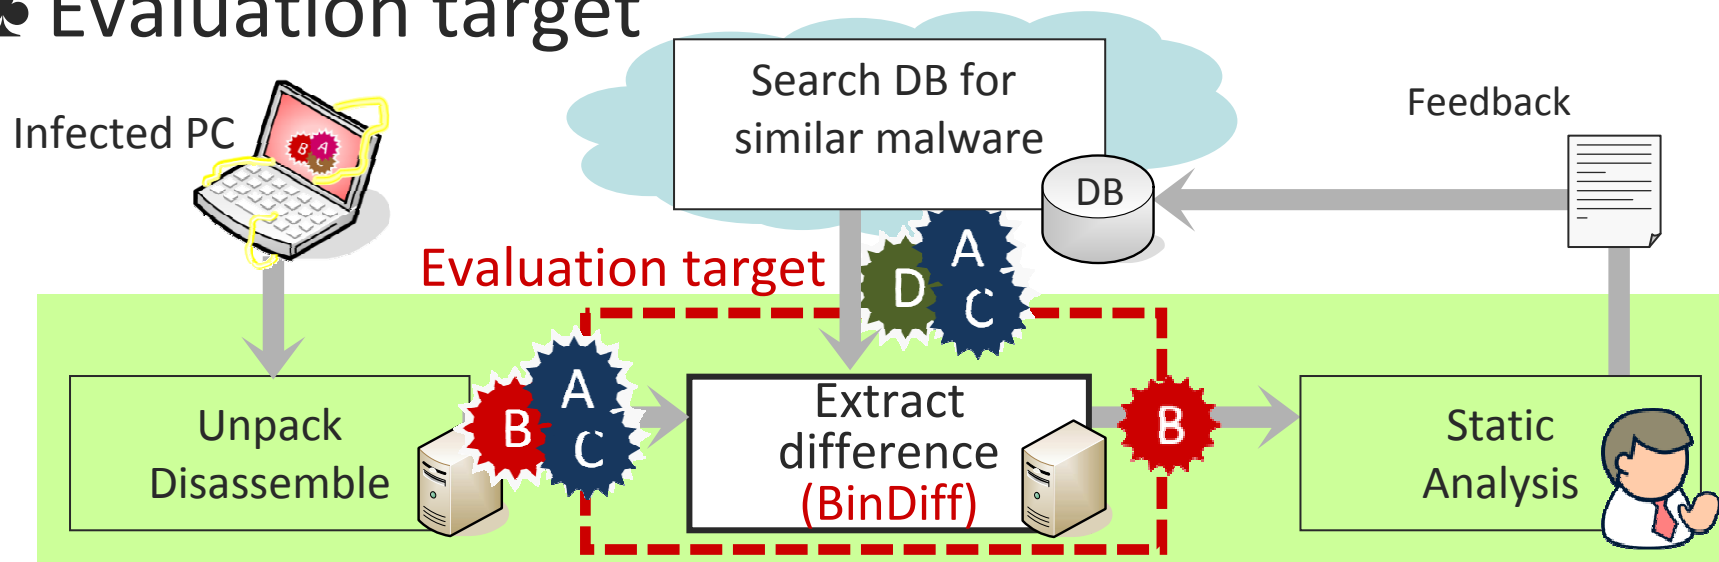 ♣ Evaluation target
Infected PC
B A
C
Search DB for
similar malware
DB
Feedback
Evaluation target
D A
C
Unpack
Disassemble
B A
C
Extract
difference
(BinDiff)
B
Static
Analysis